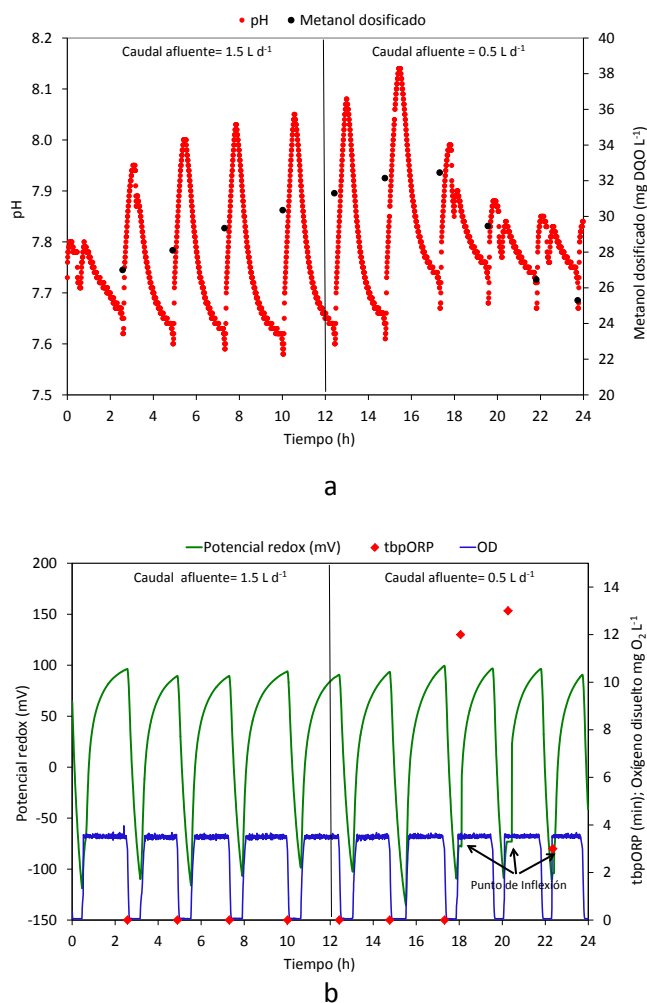 pH Metanol dosificado
Caudal afluente= 1.5 L d-1 Caudal afluente = 0.5 L d-1
8.2
8.1
8.0
7.9
7.8
7.7
7.6
7.5
pH
40
38
36
34
32
30
28
26
24
22
20
Metanol dosificado (mg DQO L-1)
0 2 4 6 8 10 12 14 16 18 20 22 24
Tiempo (h)
a
Potencial redox (mV) tbpORP OD
Caudal afluente= 1.5 L d-1 Caudal afluente= 0.5 L d-1
200
150
100
50
0
-50
-100
-150
Potencial redox (mV)
14
12
10
8
6
4
2
0
tbpORP (min); Oxígeno disuelto mg O2 L-1
Punto de Inflexión
0 2 4 6 8 10 12 14 16 18 20 22 24
Tiempo (h)
b